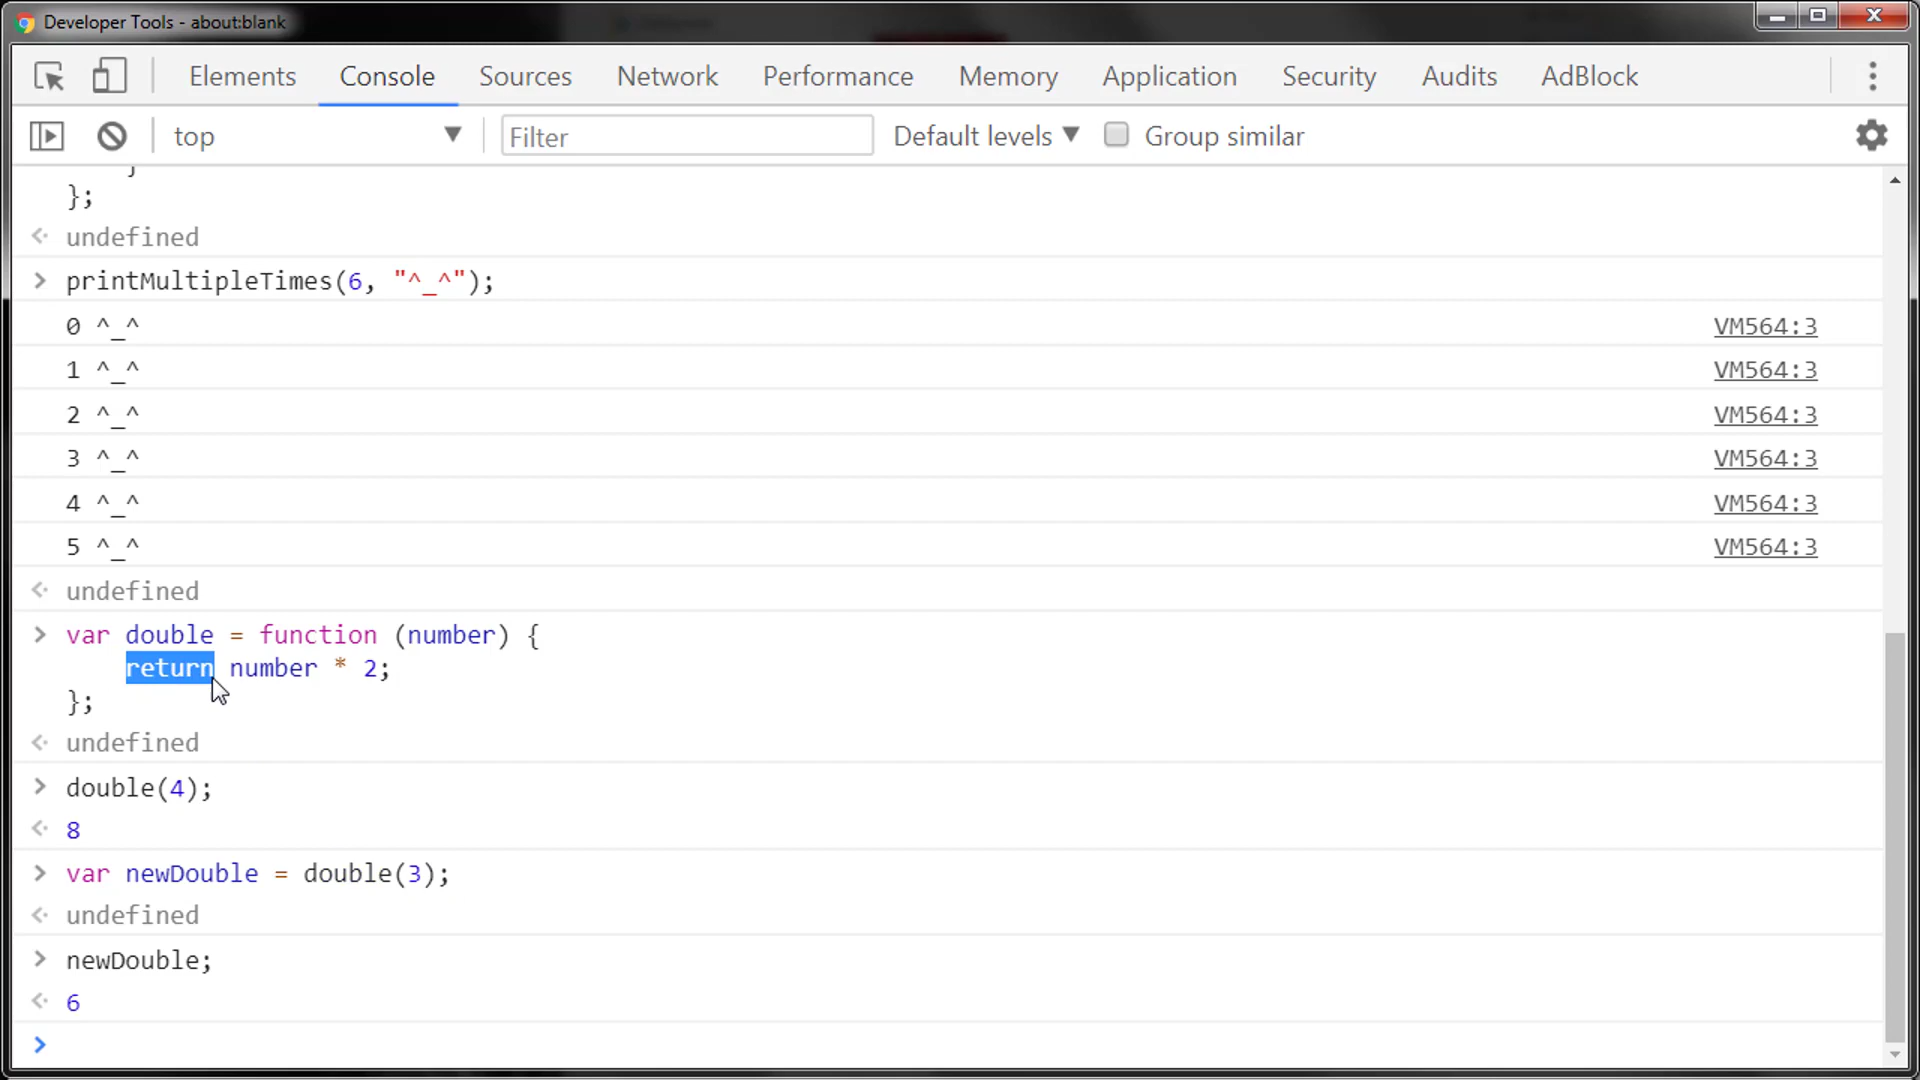 Developer Tools - about:blank
Elements Console Sources Network Performance Memory Application Security Audits AdBlock
top Filter Default levels Group similar
};
undefined
printMultipleTimes(6, "^_^");
0 ^_^ VM564:3
1 ^_^ VM564:3
2 ^_^ VM564:3
3 ^_^ VM564:3
4 ^_^ VM564:3
5 ^_^ VM564:3
undefined
var double = function (number) {
return number * 2;
};
undefined
double(4);
8
var newDouble = double(3);
undefined
newDouble;
6